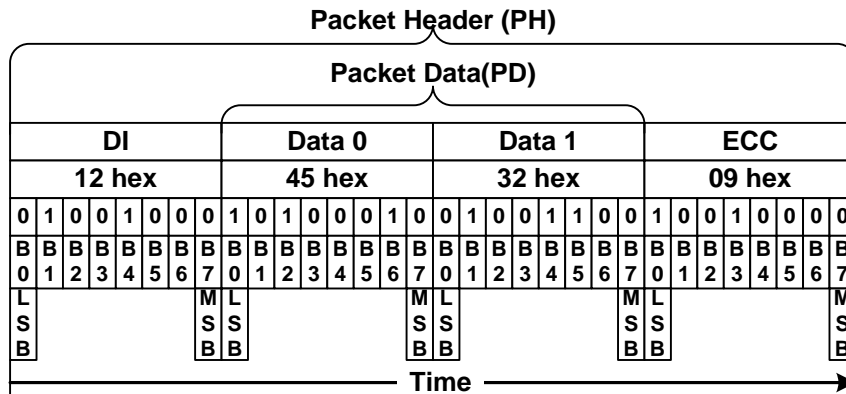 Packet Header (PH)
Packet Data(PD)
DI Data 0 Data 1 ECC
12 hex 45 hex 32 hex 09 hex
0 1 0 0 1 0 0 0 1 0 1 0 0 0 1 0 0 1 0 0 1 1 0 0 1 0 0 1 0 0 0 0
B0 B1 B2 B3 B4 B5 B6 B7 B0 B1 B2 B3 B4 B5 B6 B7 B0 B1 B2 B3 B4 B5 B6 B7 B0 B1 B2 B3 B4 B5 B6 B7
LSB MSB LSB MSB LSB MSB LSB MSB
Time